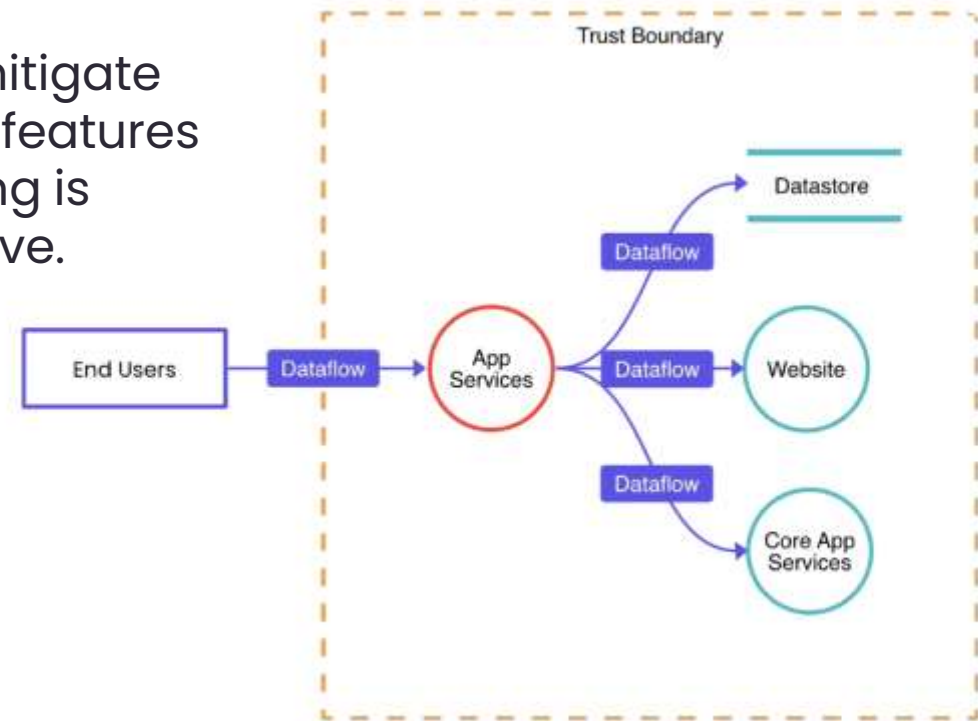 Trust Boundary
mitigate
features
ng is
ve.
Datastore
Dataflow
End Users
Dataflow
App
Services
Dataflow
Website
Dataflow
Core App
Services